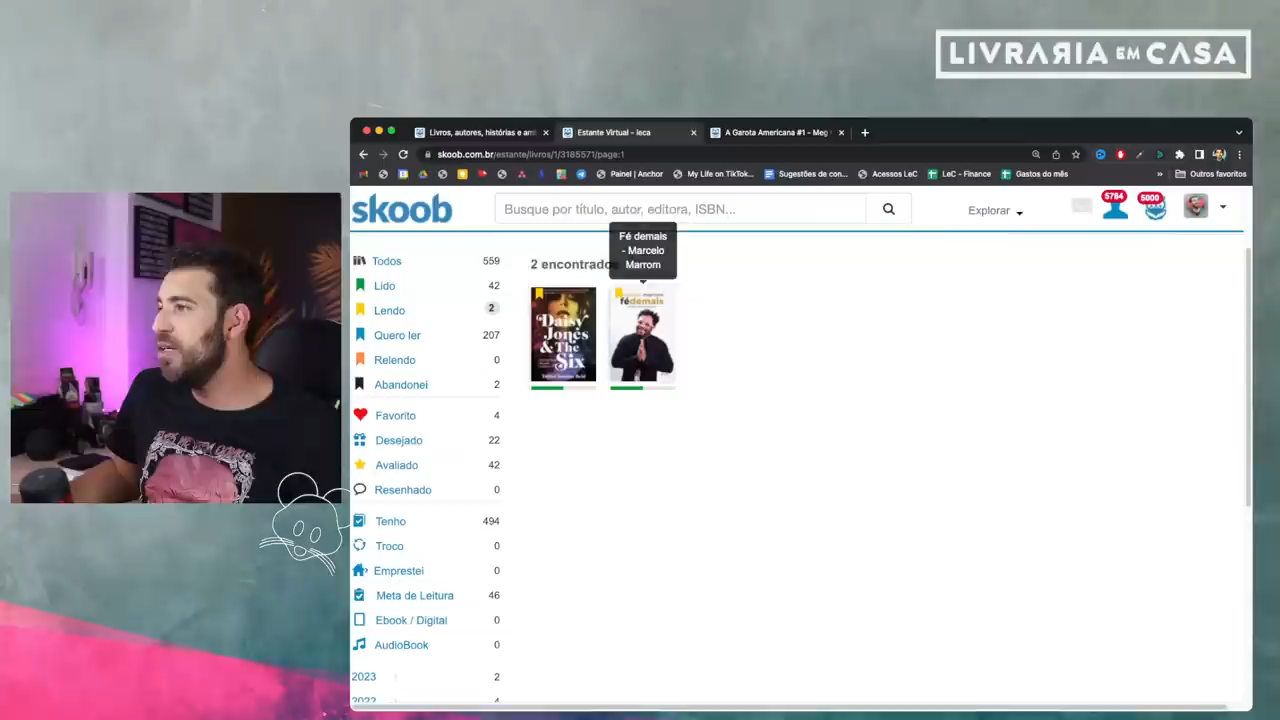 LIVRARIA EM CASA
Livros, autores, histórias e ami
Estante Virtual - leca
A Garota Americana #1 - Meg
skoob.com.br/estante/livros/1/3185571/page:1
Painel | Anchor
My Life on TikTok...
Sugestões de con...
Acessos LeC
LeC - Finance
Gastos do mês
»
Outros favoritos
skoob
Busque por título, autor, editora, ISBN...
Explorar
5784
5000
Fé demais
- Marcelo
Marrom
2 encontrado
Todos 559
Lido 42
Lendo 2
Quero ler 207
Relendo 0
Abandonei 2
Favorito 4
Desejado 22
Avaliado 42
Resenhado 0
Tenho 494
Troco 0
Emprestei 0
Meta de Leitura 46
Ebook / Digital 0
AudioBook 0
2023 2
2022 4
Daisy
Jones
& The
Six
fédemais